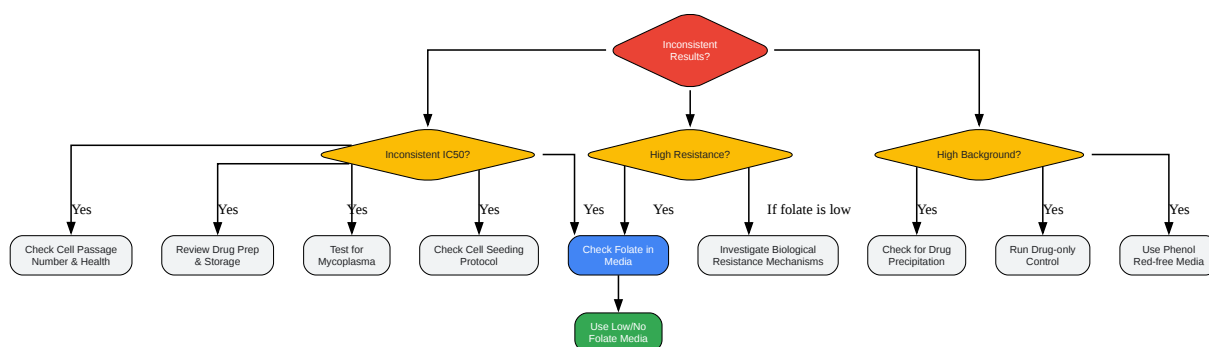 Inconsistent
Results?
Inconsistent IC50?
High Resistance?
High Background?
Yes
Yes
Yes
Yes
Yes
Yes
If folate is low
Yes
Yes
Yes
Check Cell Passage
Number & Health
Review Drug Prep
& Storage
Test for
Mycoplasma
Check Cell Seeding
Protocol
Check Folate in
Media
Investigate Biological
Resistance Mechanisms
Check for Drug
Precipitation
Run Drug-only
Control
Use Phenol
Red-free Media
Use Low/No
Folate Media